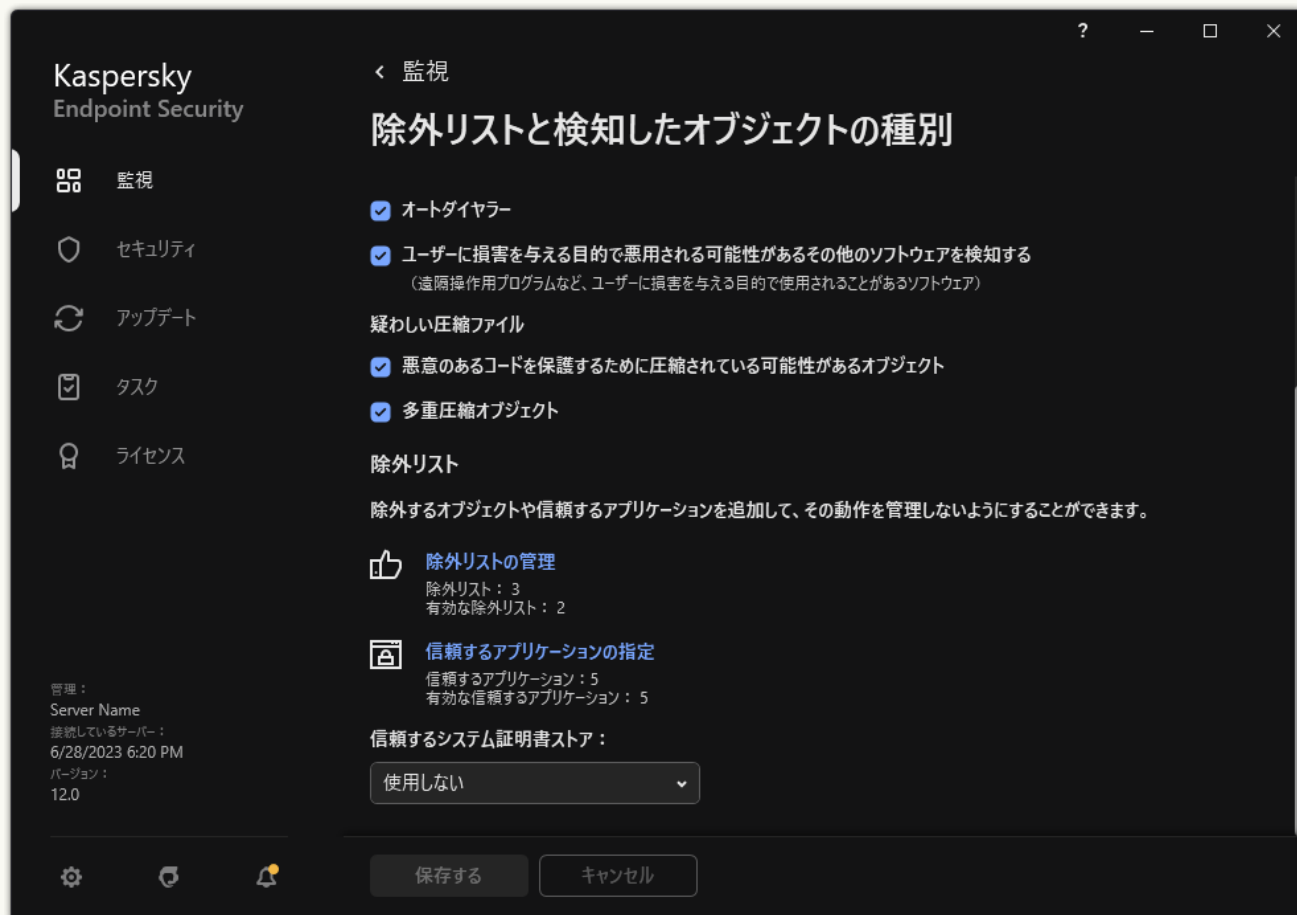 Kaspersky
Endpoint Security
監視
セキュリティ
アップデート
タスク
ライセンス
管理：
Server Name
接続しているサーバー：
6/28/2023 6:20 PM
バージョン：
12.0
?
監視
除外リストと検知したオブジェクトの種別
オートダイヤラー
ユーザーに損害を与える目的で悪用される可能性があるその他のソフトウェアを検知する
（遠隔操作用プログラムなど、ユーザーに損害を与える目的で使用されることがあるソフトウェア）
疑わしい圧縮ファイル
悪意のあるコードを保護するために圧縮されている可能性があるオブジェクト
多重圧縮オブジェクト
除外リスト
除外するオブジェクトや信頼するアプリケーションを追加して、その動作を管理しないようにすることができます。
除外リストの管理
除外リスト： 3
有効な除外リスト： 2
信頼するアプリケーションの指定
信頼するアプリケーション：5
有効な信頼するアプリケーション： 5
信頼するシステム証明書ストア：
使用しない
保存する
キャンセル